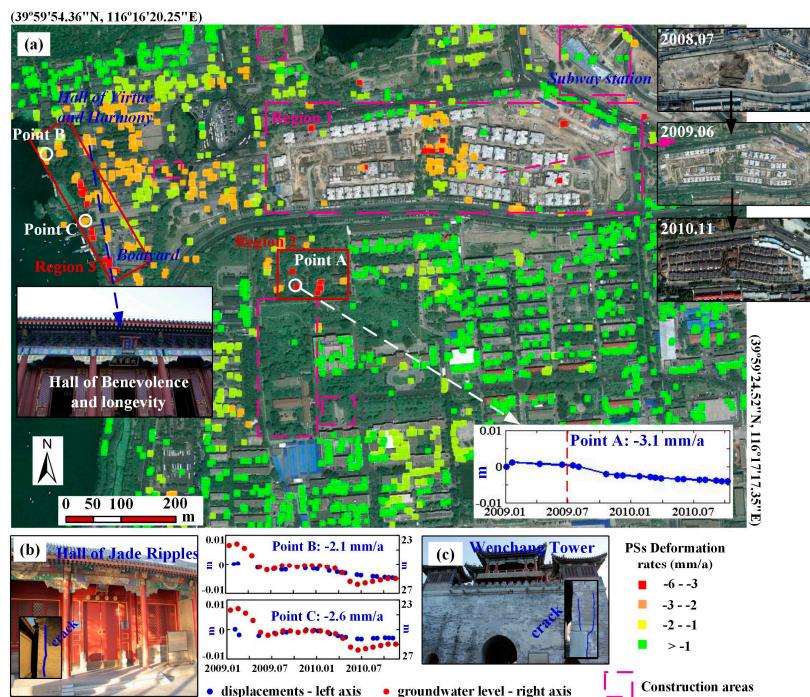 (39°59'54.36"N, 116°16'20.25"E)
(a)
2008.07
Subway station
Hall of Virtue
and Harmony
Region 1
2009.06
Point B
Point C
2010.11
Boatyard
Region 2
Region 3
Point A
Hall of Benevolence
and longevity
(39°59'24.52"N, 116°17'17.35"E)
N
0.01
Point A: -3.1 mm/a
m
-0.01
2009.01 2009.07 2010.01 2010.07
0 50 100 200
m
(b)
Hall of Jade Ripples
crack
0.01
Point B: -2.1 mm/a
23
m
m
-0.01
27
0.01
Point C: -2.6 mm/a
23
m
m
-0.01
27
2009.01 2009.07 2010.01 2010.07
(c)
Wenchang Tower
crack
PSs Deformation
rates (mm/a)
-6 - -3
-3 - -2
-2 - -1
> -1
Construction areas
displacements - left axis
groundwater level - right axis